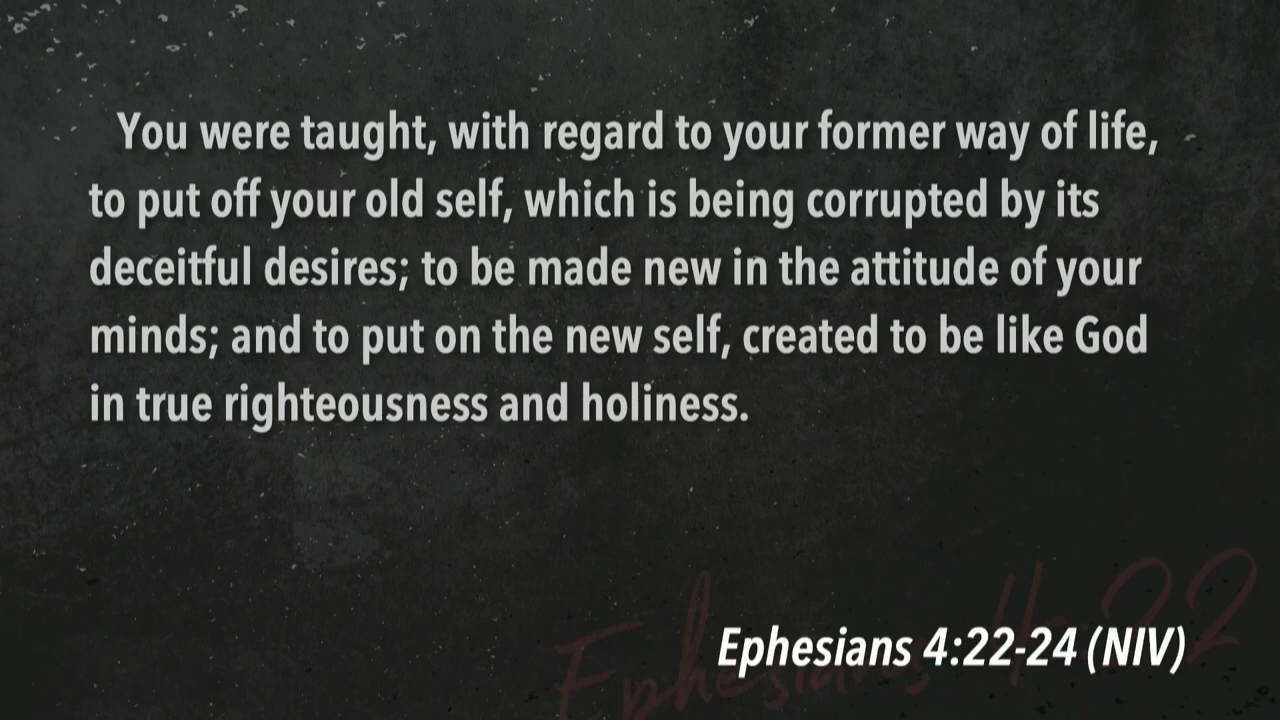 You were taught, with regard to your former way of life,
to put off your old self, which is being corrupted by its
deceitful desires; to be made new in the attitude of your
minds; and to put on the new self, created to be like God
in true righteousness and holiness.
Ephesians 4:22
Ephesians 4:22-24 (NIV)